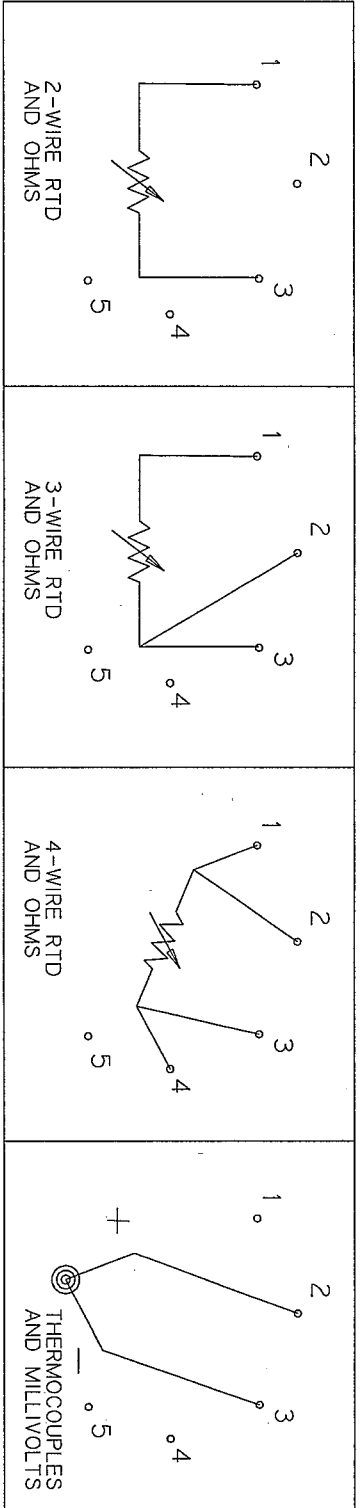 1
2
3
4
5
2-WIRE RTD
AND OHMS
1
2
3
4
5
3-WIRE RTD
AND OHMS
1
2
3
4
5
4-WIRE RTD
AND OHMS
1
2
3
4
5
+
−
THERMOCOUPLES
AND MILLIVOLTS